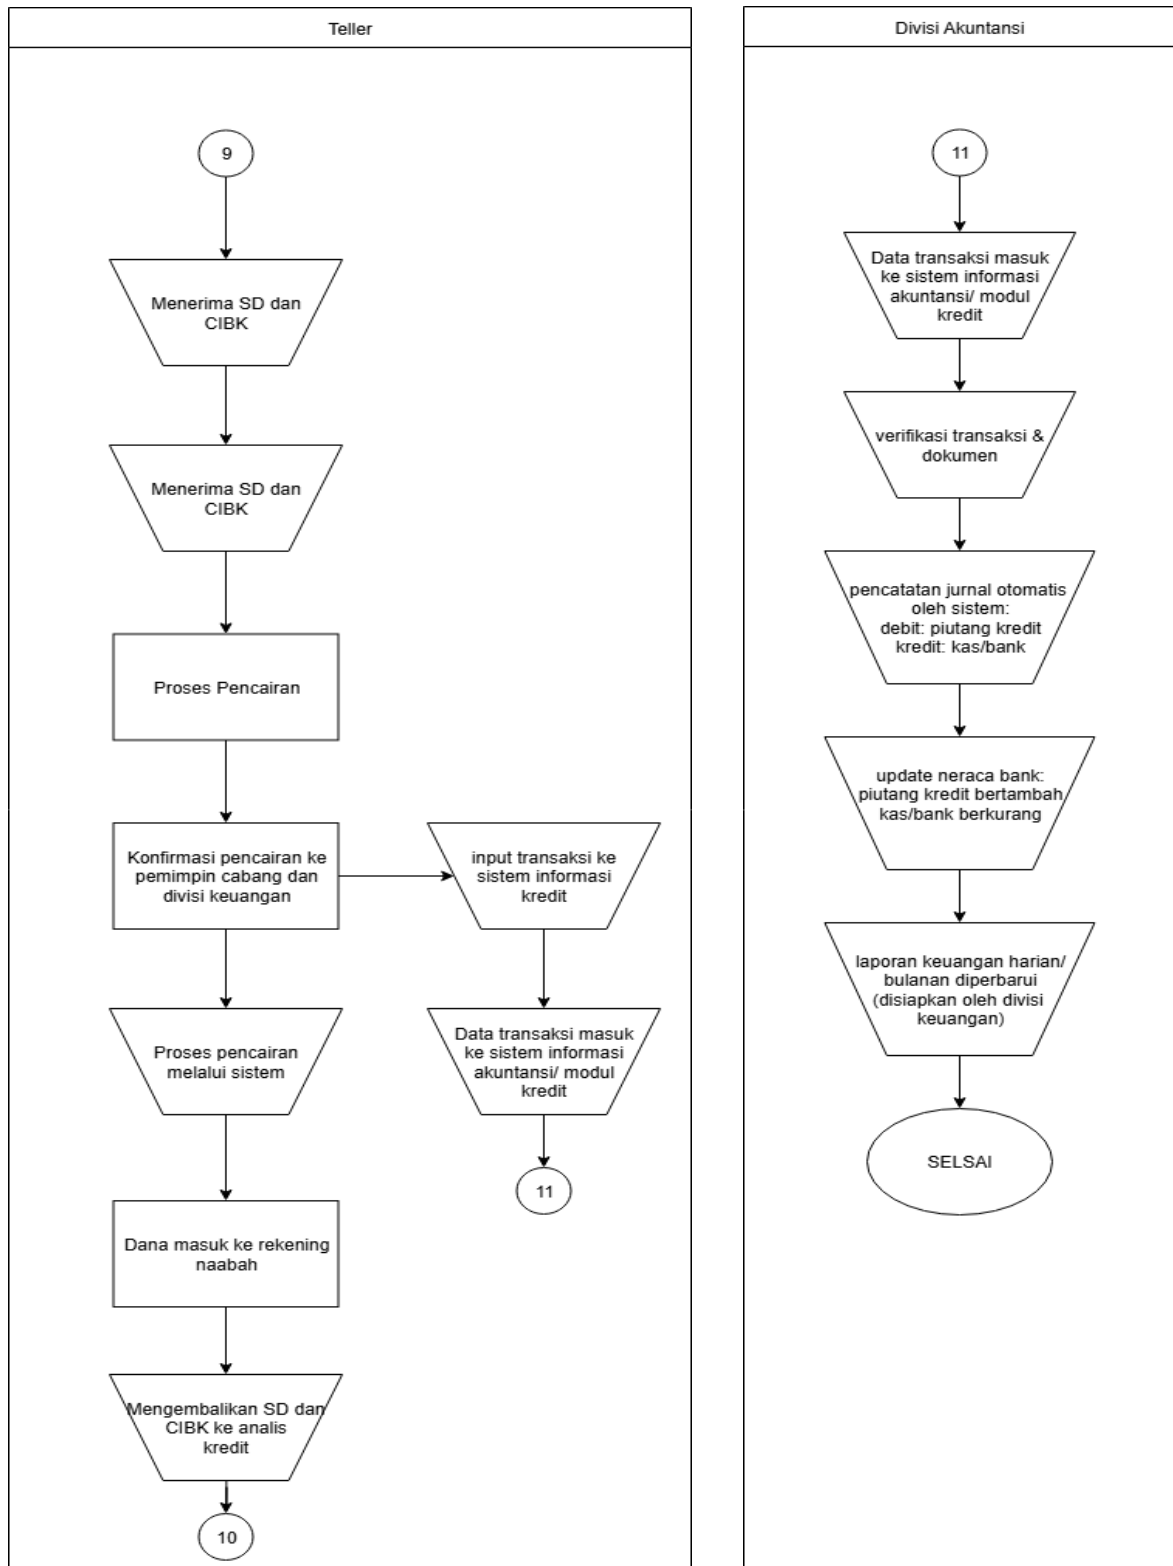 Teller
9
Menerima SD dan
CIBK
Menerima SD dan
CIBK
Proses Pencairan
Konfirmasi pencairan ke
pemimpin cabang dan
divisi keuangan
input transaksi ke
sistem informasi
kredit
Proses pencairan
melalui sistem
Data transaksi masuk
ke sistem informasi
akuntansi/ modul
kredit
11
Dana masuk ke rekening
naabah
Mengembalikan SD dan
CIBK ke analis
kredit
10
Divisi Akuntansi
11
Data transaksi masuk
ke sistem informasi
akuntansi/ modul
kredit
verifikasi transaksi &
dokumen
pencatatan jurnal otomatis
oleh sistem:
debit: piutang kredit
kredit: kas/bank
update neraca bank:
piutang kredit bertambah
kas/bank berkurang
laporan keuangan harian/
bulanan diperbarui
(disiapkan oleh divisi
keuangan)
SELSAI